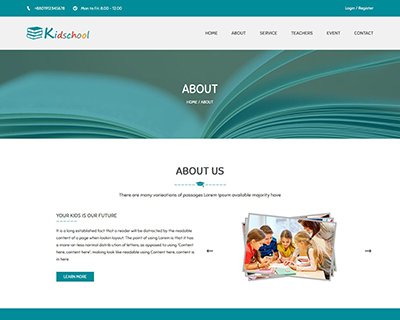 +8801912345678 Mon to Fri: 8:00 - 12:00 Login / Register
Kidschool HOME ABOUT SERVICE TEACHERS EVENT CONTACT
ABOUT
HOME / ABOUT
ABOUT US
There are many varieations of passages Lorem Ipsum available majority have
YOUR KIDS IS OUR FUTURE
It is a long established fact that a reader will be distracted by the readable
content of a page when lookin layout The point of using Lorem is that it has
a more-or-less normal distribution of letters, as opposed to using 'Content
here, content here', making look like readable using Content here, content
is here
LEARN MORE